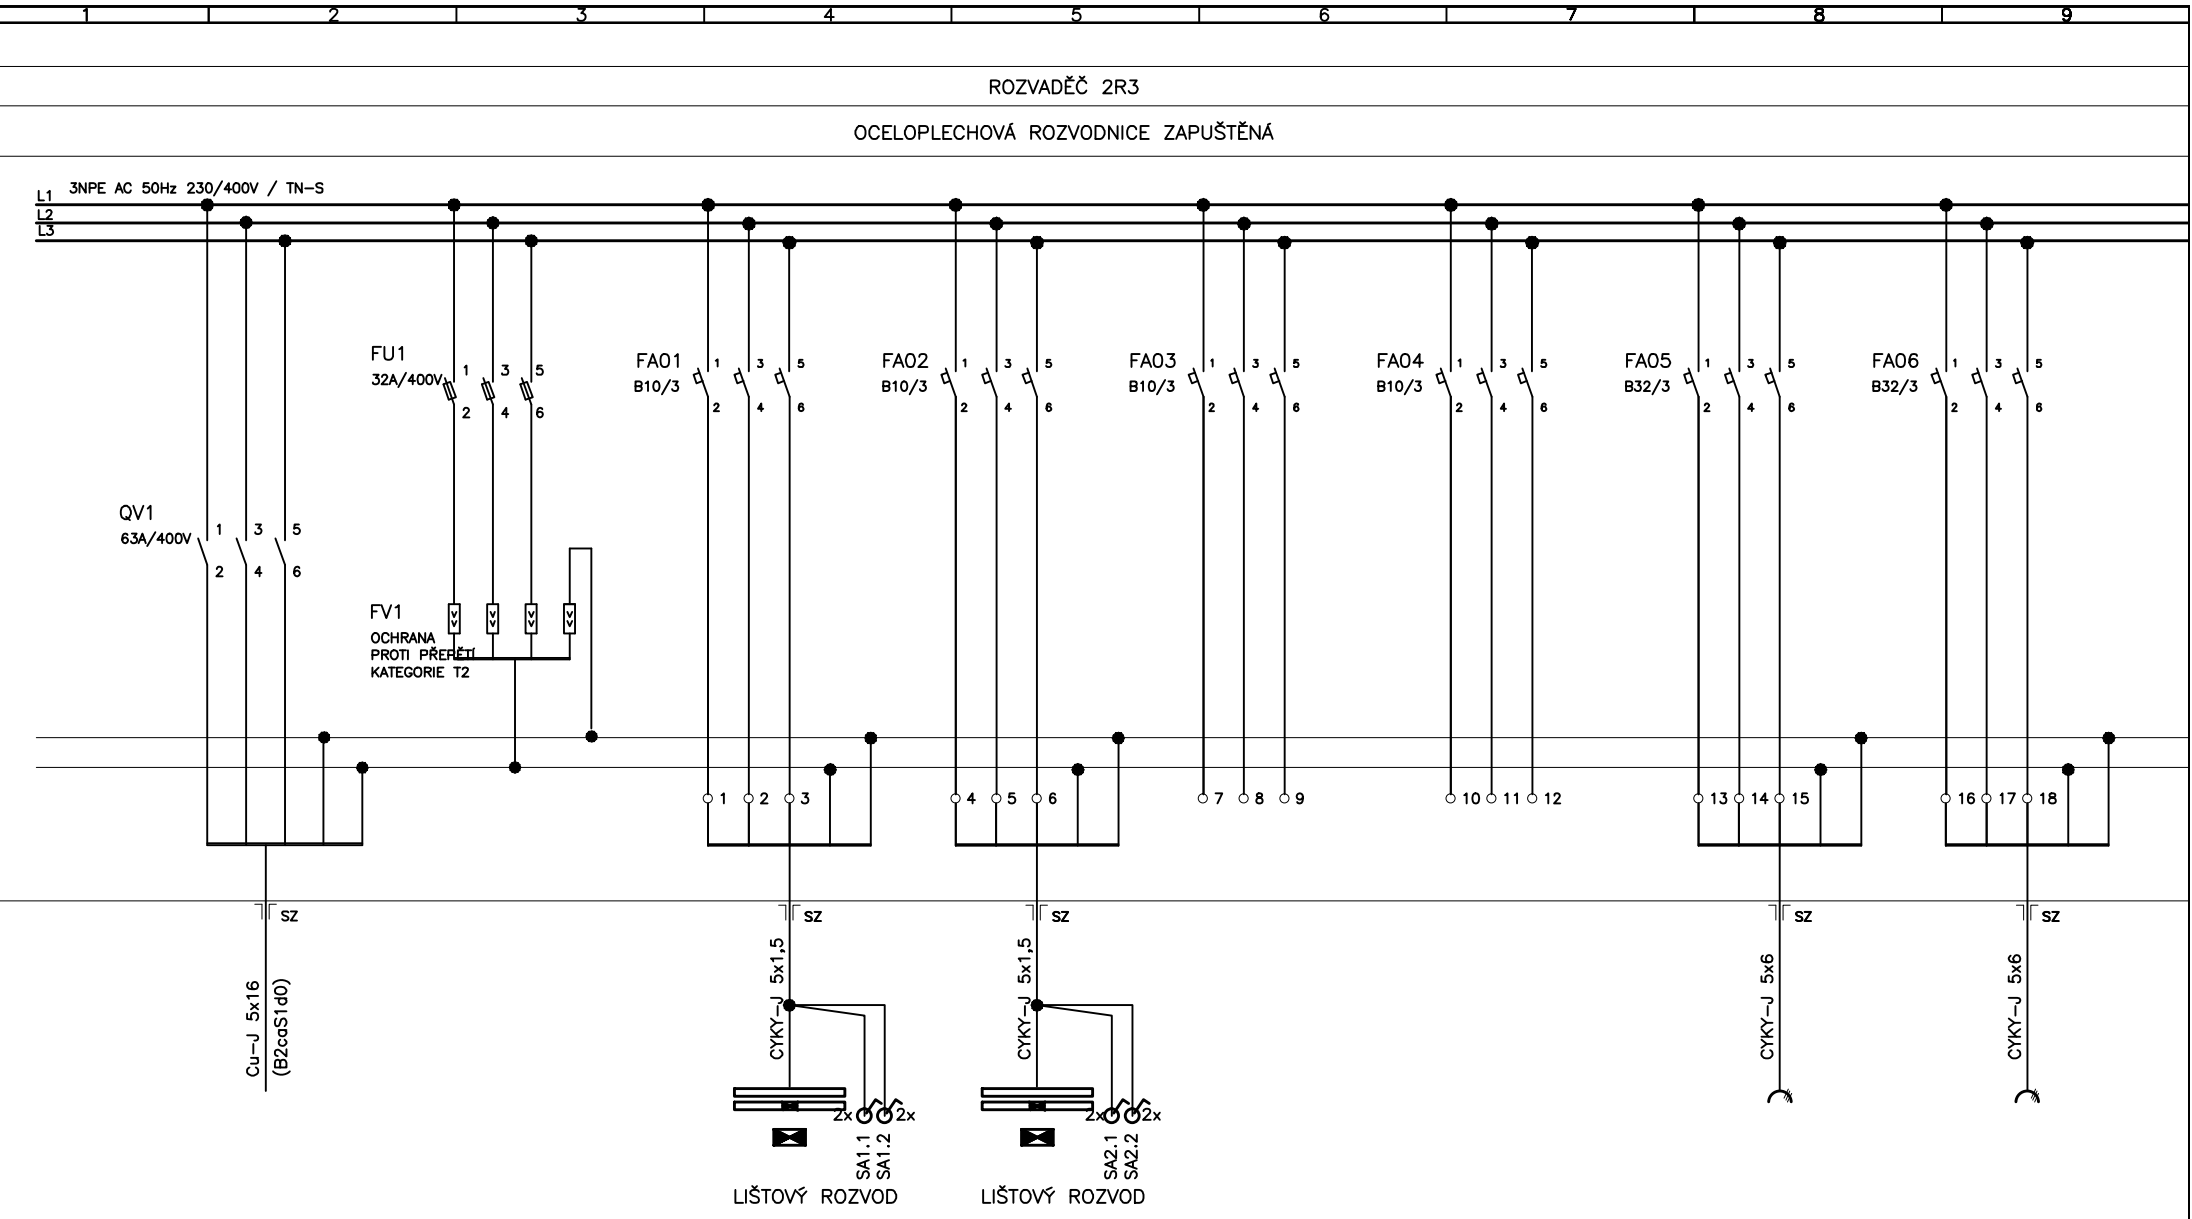 1 2 3 4 5 6 7 8 9
ROZVADĚČ 2R3
OCELOPLECHOVÁ ROZVODNICE ZAPUŠTĚNÁ
3NPE AC 50Hz 230/400V / TN-S
L1
L2
L3
FU1
32A/400V
1 3 5
2 4 6
FA01
B10/3
1 3 5
2 4 6
FA02
B10/3
1 3 5
2 4 6
FA03
B10/3
1 3 5
2 4 6
FA04
B10/3
1 3 5
2 4 6
FA05
B32/3
1 3 5
2 4 6
FA06
B32/3
1 3 5
2 4 6
QV1
63A/400V
1 3 5
2 4 6
FV1
OCHRANA
PROTI PŘEPĚTÍ
KATEGORIE T2
1 2 3 4 5 6 7 8 9 10 11 12 13 14 15 16 17 18
SZ SZ SZ SZ SZ
Cu-J 5x16
(B2caS1d0)
CYKY-J 5x1,5
CYKY-J 5x1,5
CYKY-J 5x6
CYKY-J 5x6
2x 2x
SA1.1
SA1.2
2x 2x
SA2.1
SA2.2
LIŠTOVÝ ROZVOD
LIŠTOVÝ ROZVOD